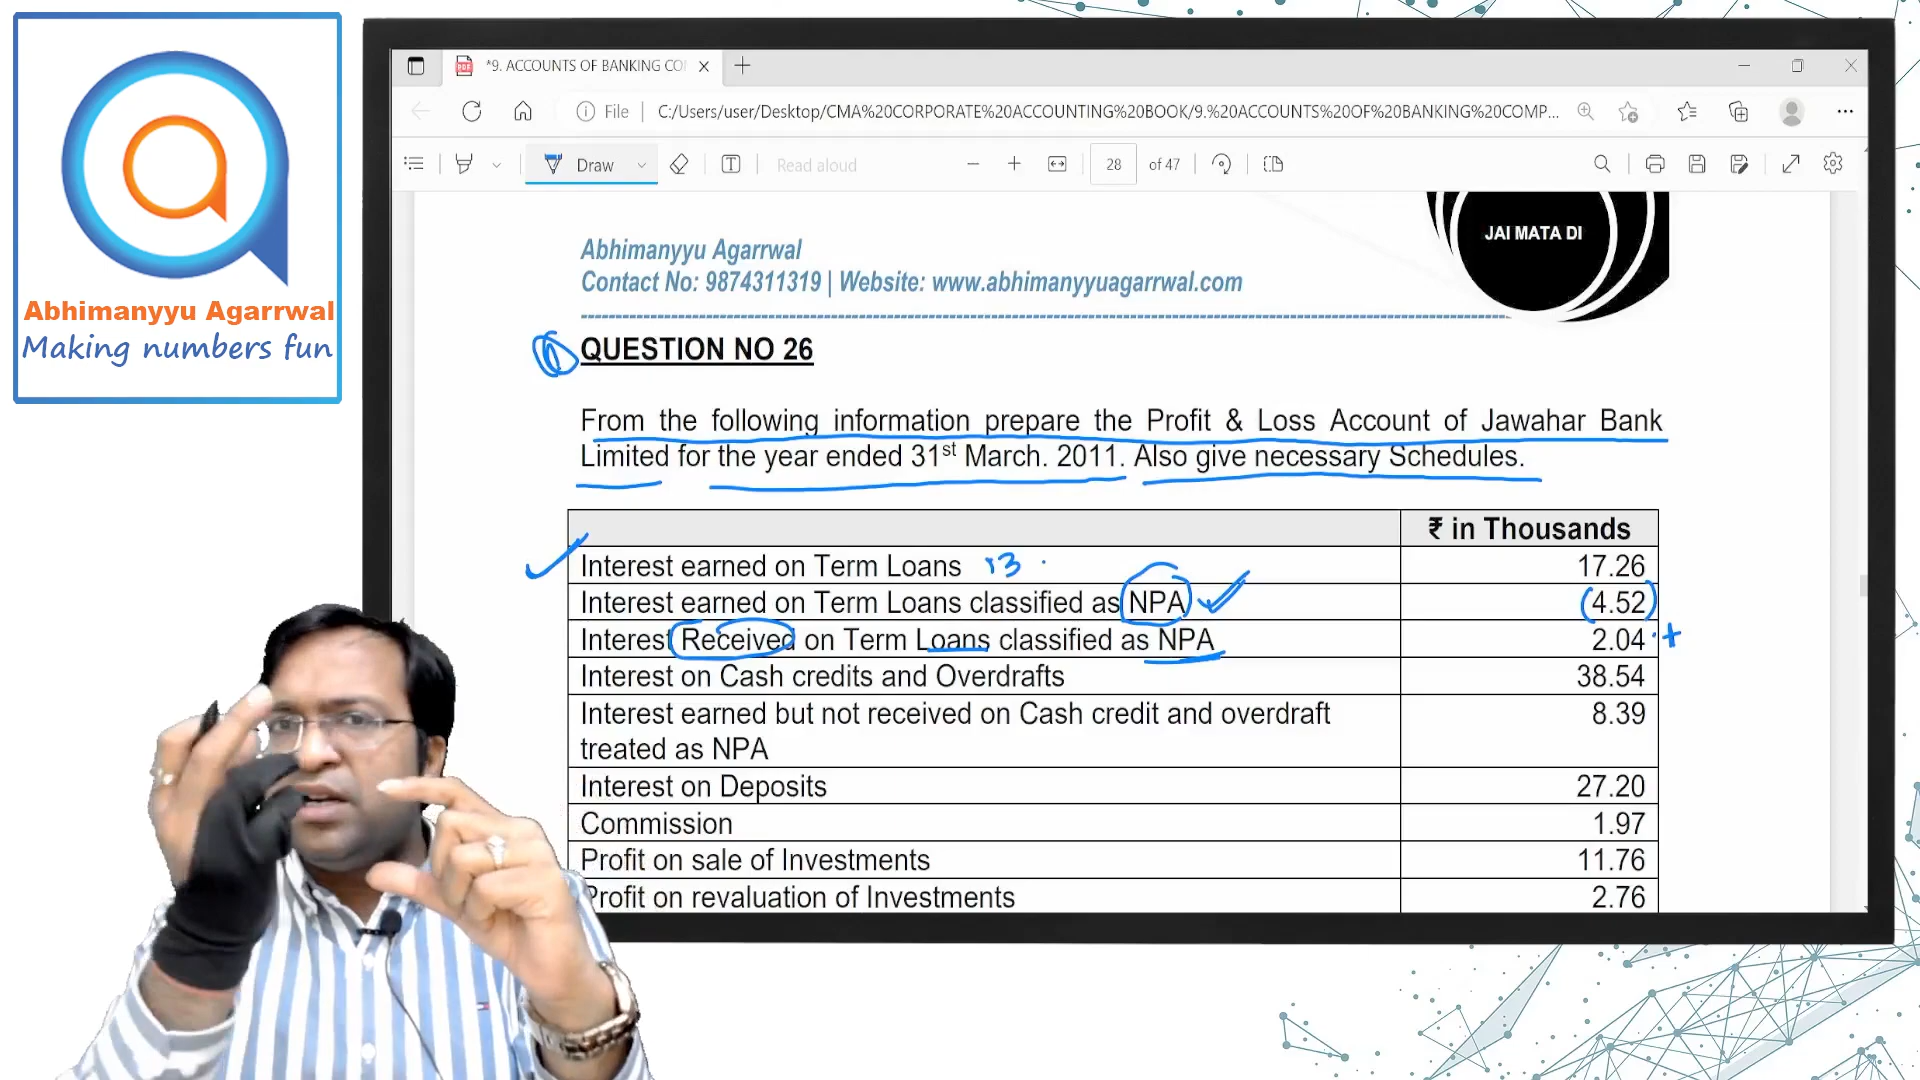 Abhimanyyu Agarrwal
Making numbers fun
*9. ACCOUNTS OF BANKING CO
File C:/Users/user/Desktop/CMA%20CORPORATE%20ACCOUNTING%20BOOK/9.%20ACCOUNTS%20OF%20BANKING%20COMP...
Draw Read aloud 28 of 47
JAI MATA DI
Abhimanyyu Agarrwal
Contact No: 9874311319 | Website: www.abhimanyyuagarrwal.com
QUESTION NO 26
From the following information prepare the Profit & Loss Account of Jawahar Bank
Limited for the year ended 31st March. 2011. Also give necessary Schedules.
₹ in Thousands
Interest earned on Term Loans 13 17.26
Interest earned on Term Loans classified as NPA (4.52)
Interest Received on Term Loans classified as NPA 2.04 +
Interest on Cash credits and Overdrafts 38.54
Interest earned but not received on Cash credit and overdraft 8.39
treated as NPA
Interest on Deposits 27.20
Commission 1.97
Profit on sale of Investments 11.76
Profit on revaluation of Investments 2.76